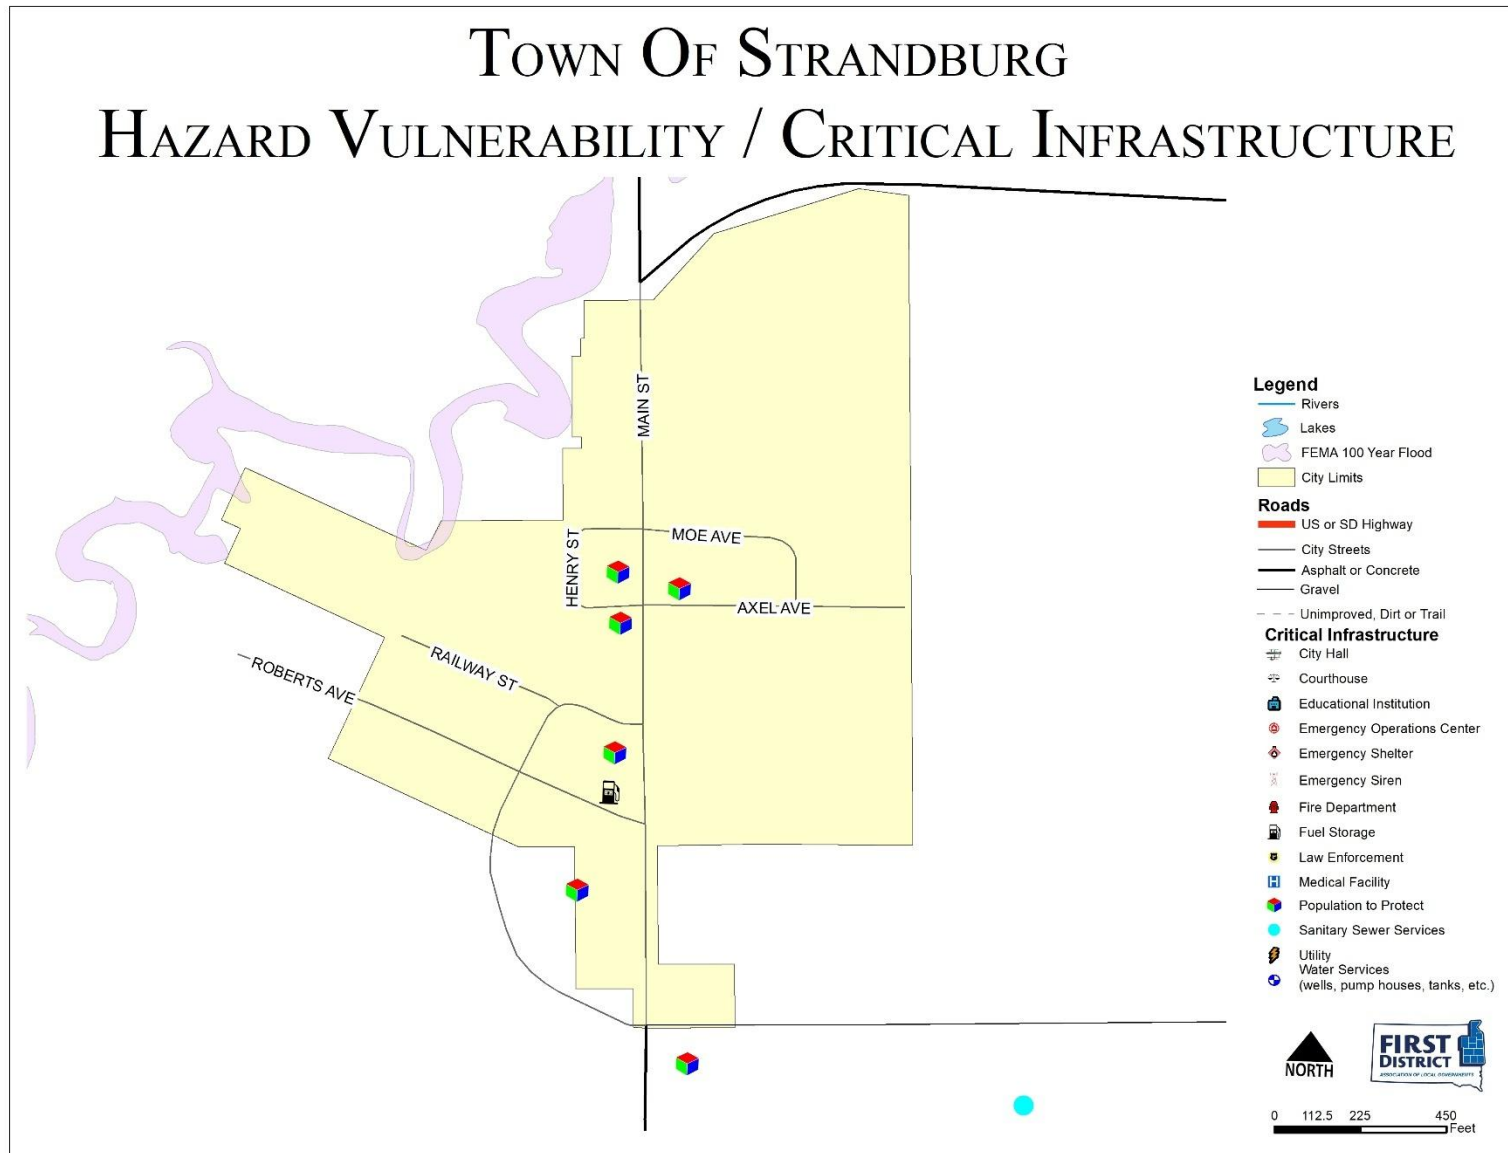 TOWN OF STRANDBURG
HAZARD VULNERABILITY / CRITICAL INFRASTRUCTURE
MAIN ST
MOE AVE
HENRY ST
AXEL AVE
RAILWAY ST
ROBERTS AVE
Legend
Rivers
Lakes
FEMA 100 Year Flood
City Limits
Roads
US or SD Highway
City Streets
Asphalt or Concrete
Gravel
Unimproved, Dirt or Trail
Critical Infrastructure
City Hall
Courthouse
Educational Institution
Emergency Operations Center
Emergency Shelter
Emergency Siren
Fire Department
Fuel Storage
Law Enforcement
Medical Facility
Population to Protect
Sanitary Sewer Services
Utility
Water Services
(wells, pump houses, tanks, etc.)
NORTH
FIRST
DISTRICT
ASSOCIATION OF LOCAL GOVERNMENTS
0 112.5 225 450
Feet